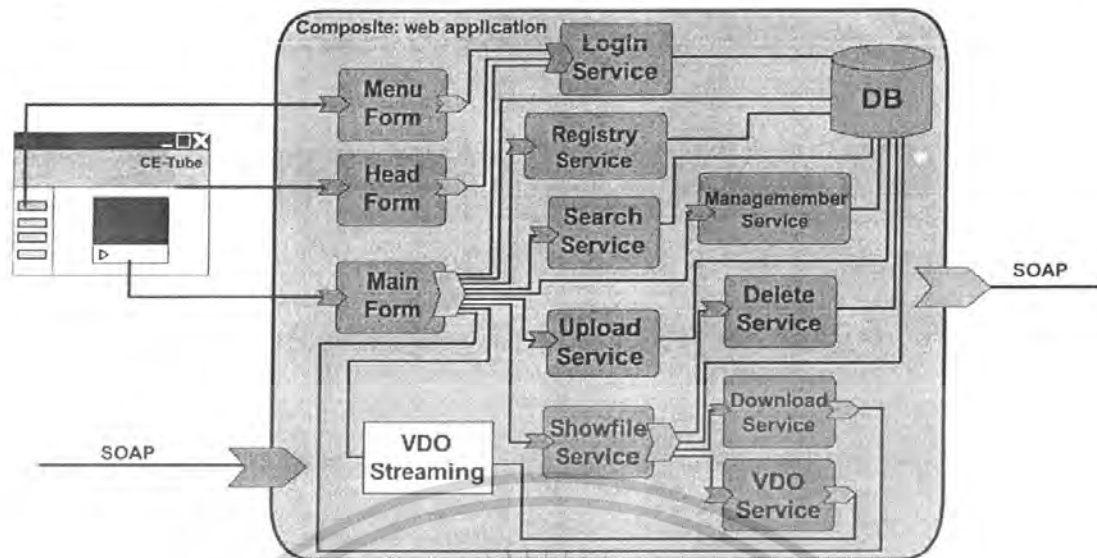 Composite: web application
Login
Service
Menu
Form
DB
CE-Tube
Registry
Service
Head
Form
Managemember
Service
Search
Service
SOAP
Main
Form
Delete
Service
Upload
Service
Download
Service
Showfile
Service
VDO
Streaming
SOAP
VDO
Service